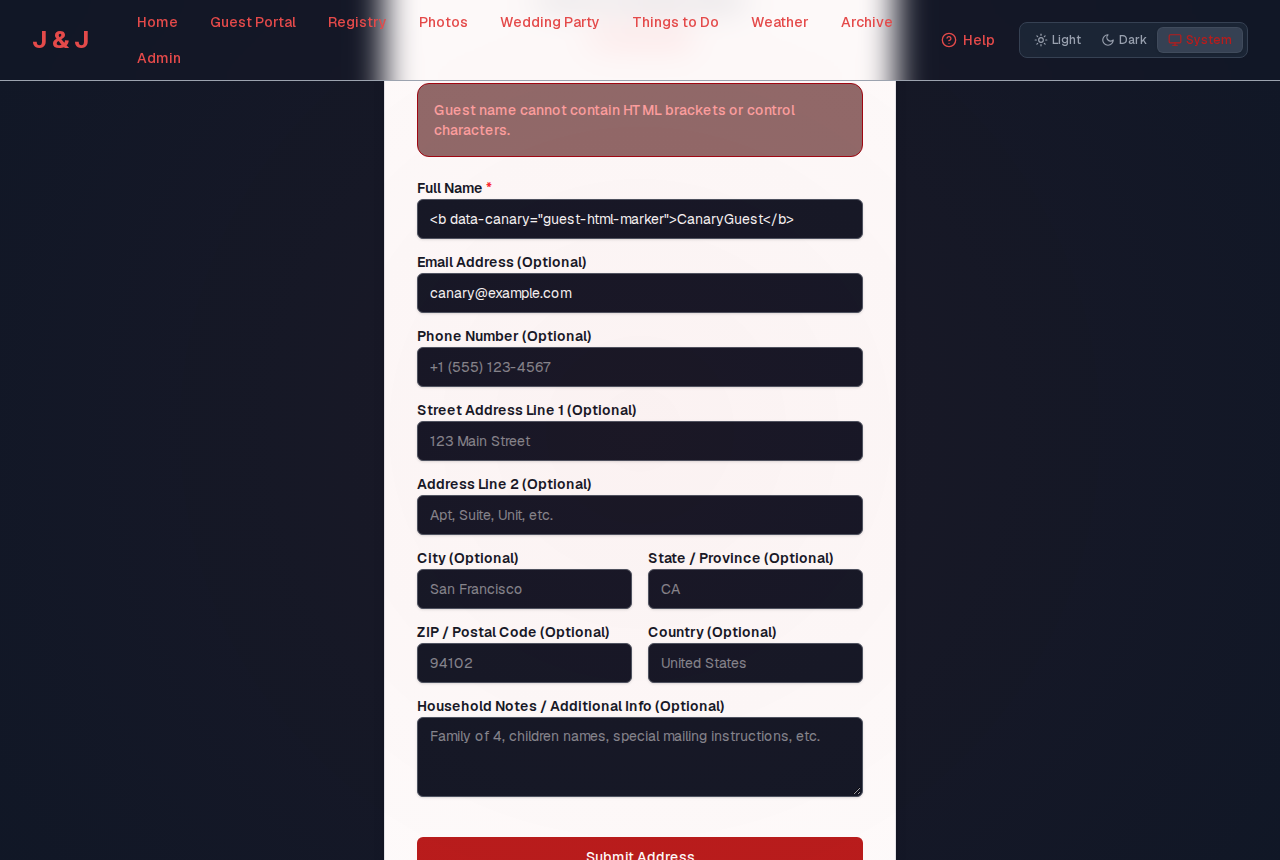 J & J
Home Guest Portal Registry Photos Wedding Party Things to Do Weather Archive
Admin
Help
Light Dark System
Guest name cannot contain HTML brackets or control
characters.
Full Name *
<b data-canary="guest-html-marker">CanaryGuest</b>
Email Address (Optional)
canary@example.com
Phone Number (Optional)
+1 (555) 123-4567
Street Address Line 1 (Optional)
123 Main Street
Address Line 2 (Optional)
Apt, Suite, Unit, etc.
City (Optional) State / Province (Optional)
San Francisco CA
ZIP / Postal Code (Optional) Country (Optional)
94102 United States
Household Notes / Additional Info (Optional)
Family of 4, children names, special mailing instructions, etc.
Submit Address